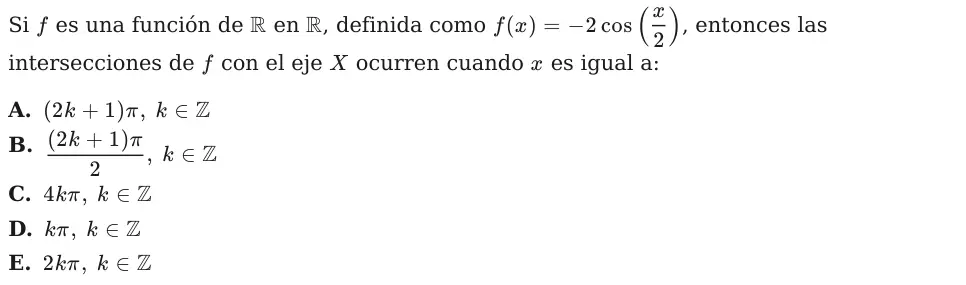 Si f es una función de ℝ en ℝ, definida como f(x) = −2 cos (x/2), entonces las
intersecciones de f con el eje X ocurren cuando x es igual a:
A. (2k + 1)π, k ∈ ℤ
B. (2k + 1)π/2, k ∈ ℤ
C. 4kπ, k ∈ ℤ
D. kπ, k ∈ ℤ
E. 2kπ, k ∈ ℤ